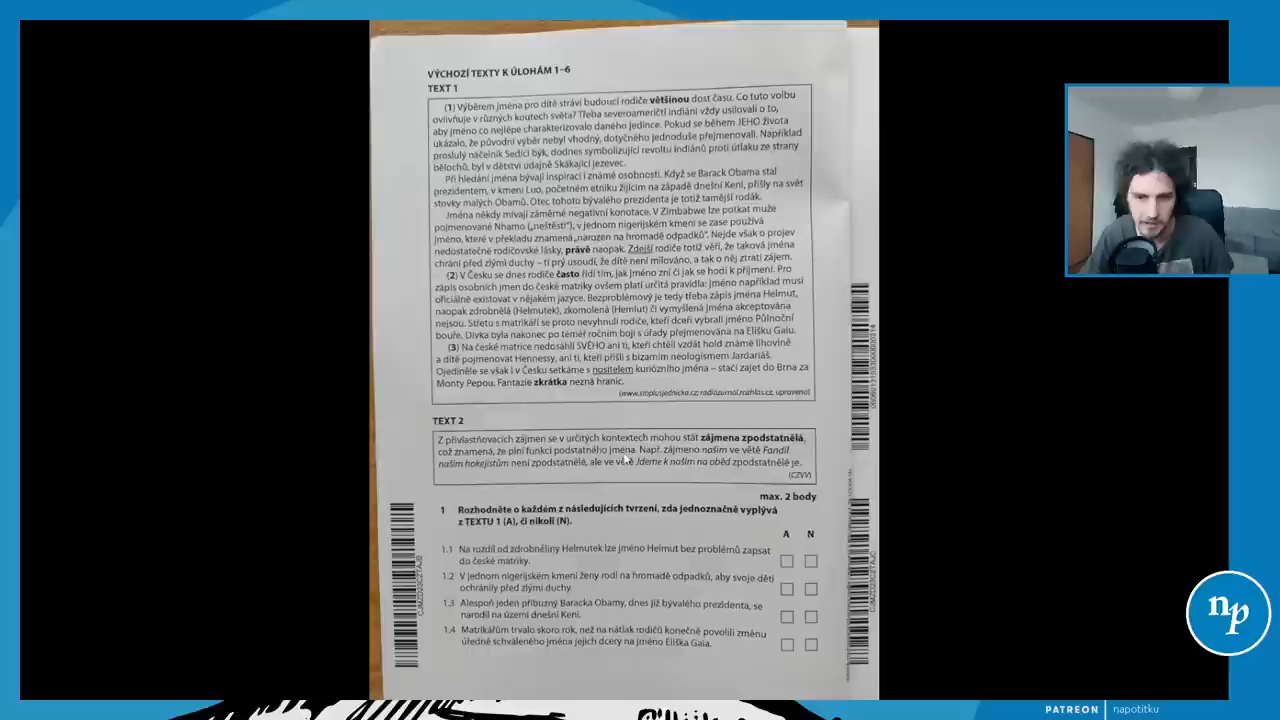 VÝCHOZÍ TEXTY K ÚLOHÁM 1–6
TEXT 1
(1) Výběrem jména pro dítě stráví budoucí rodiče většinou dost času. Co tuto volbu
ovlivňuje v různých koutech světa? Třeba severoameričtí indiáni vždy usilovali o to,
aby jméno co nejlépe charakterizovalo daného jedince. Pokud se během JEHO života
ukázalo, že původní výběr nebyl vhodný, dotyčného jednoduše přejmenovali. Například
proslulý náčelník Sedící býk, dodnes symbolizující revoltu indiánů proti útlaku ze strany
bělochů, byl v dětství údajně Skákající jezevec.
Při hledání jména bývají inspirací i známé osobnosti. Když se Barack Obama stal
prezidentem, v kmeni Luo, početném etniku žijícím na západě dnešní Keni, přišly na svět
stovky malých Obamů. Otec tohoto bývalého prezidenta je totiž tamější rodák.
Jména někdy mívají záměrně negativní konotace. V Zimbabwe lze potkat muže
pojmenované Nhamo („neštěstí“), v jednom nigerijském kmeni se zase používá
jméno, které v překladu znamená „narozen na hromadě odpadků“. Nejde však o projev
nedostatečné rodičovské lásky, právě naopak. Zdejší rodiče totiž věří, že taková jména
chrání před zlými duchy – ti prý usoudí, že dítě není milováno, a tak o něj ztratí zájem.
(2) V Česku se dnes rodiče často řídí tím, jak jméno zní či jak se hodí k příjmení. Pro
zápis osobních jmen do české matriky ovšem platí určitá pravidla: jméno například musí
oficiálně existovat v nějakém jazyce. Bezproblémový je tedy třeba zápis jména Helmut,
naopak zdrobnělá (Helmutek), zkomolená (Hemlut) či vymyšlená jména akceptována
nejsou. Střetu s matrikáři se proto nevyhnuli rodiče, kteří dceři vybrali jméno Půlnoční
bouře. Dívka byla nakonec po téměř ročním boji s úřady přejmenována na Elišku Gaiu.
(3) Na české matrice nedosáhli SVÉHO ani ti, kteří chtěli vzdát hold známé lihovině
a dítě pojmenovat Hennessy, ani ti, kteří přišli s bizarním neologismem Jardariáš.
Ojediněle se však i v Česku setkáme s nositelem kuriózního jména – stačí zajet do Brna za
Monty Pepou. Fantazie zkrátka nezná hranic.
(www.stoplusjednicka.cz; radiozurnal.rozhlas.cz, upraveno)
TEXT 2
Z přivlastňovacích zájmen se v určitých kontextech mohou stát zájmena zpodstatnělá,
což znamená, že plní funkci podstatného jména. Např. zájmeno našim ve větě Fandil
našim hokejistům není zpodstatnělé, ale ve větě Jdeme k našim na oběd zpodstatnělé je.
(CZVV)
max. 2 body
1 Rozhodněte o každém z následujících tvrzení, zda jednoznačně vyplývá
z TEXTU 1 (A), či nikoli (N).
A N
1.1 Na rozdíl od zdrobněliny Helmutek lze jméno Helmut bez problémů zapsat
do české matriky.
1.2 V jednom nigerijském kmeni ženy rodí na hromadě odpadků, aby svoje děti
ochránily před zlými duchy.
1.3 Alespoň jeden příbuzný Baracka Obamy, dnes již bývalého prezidenta, se
narodil na území dnešní Keni.
1.4 Matrikářům trvalo skoro rok, než na nátlak rodičů konečně povolili změnu
úředně schváleného jména jejich dcery na jméno Eliška Gaia.
np
PATREON napotitku